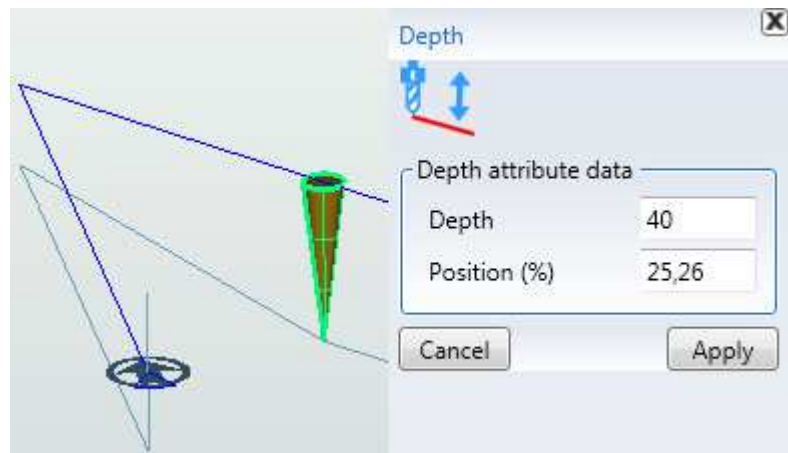 Depth
Depth attribute data
Depth 40
Position (%) 25,26
Cancel Apply